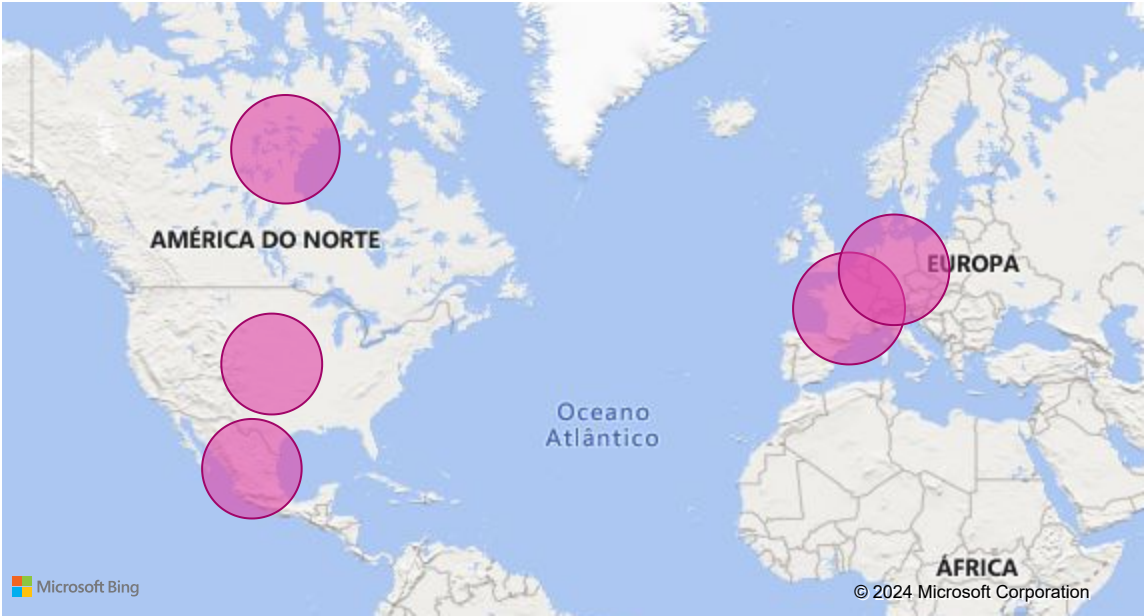 AMÉRICA DO NORTE
EUROPA
Oceano
Atlântico
ÁFRICA
Microsoft Bing
© 2024 Microsoft Corporation